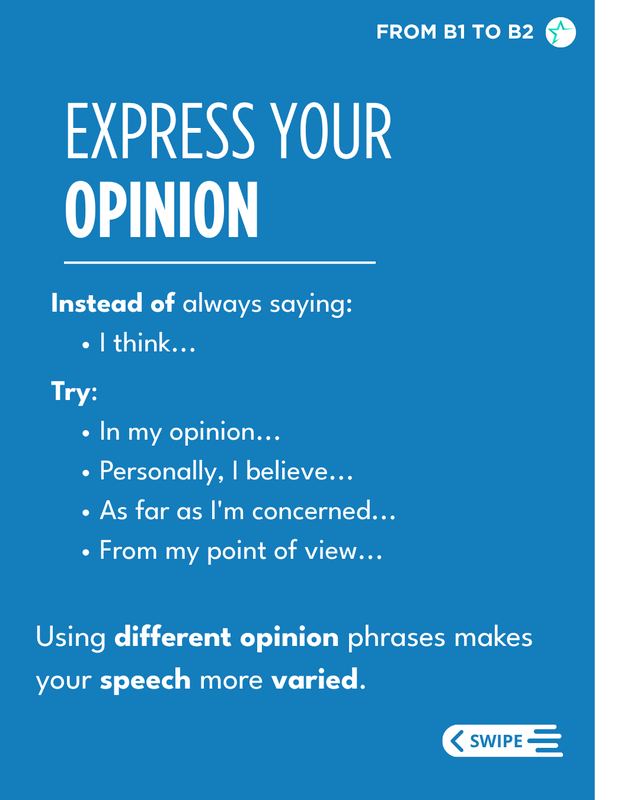 FROM B1 TO B2
EXPRESS YOUR
OPINION
Instead of always saying:
• I think...
Try:
• In my opinion...
• Personally, I believe...
• As far as I'm concerned...
• From my point of view...
Using different opinion phrases makes
your speech more varied.
SWIPE